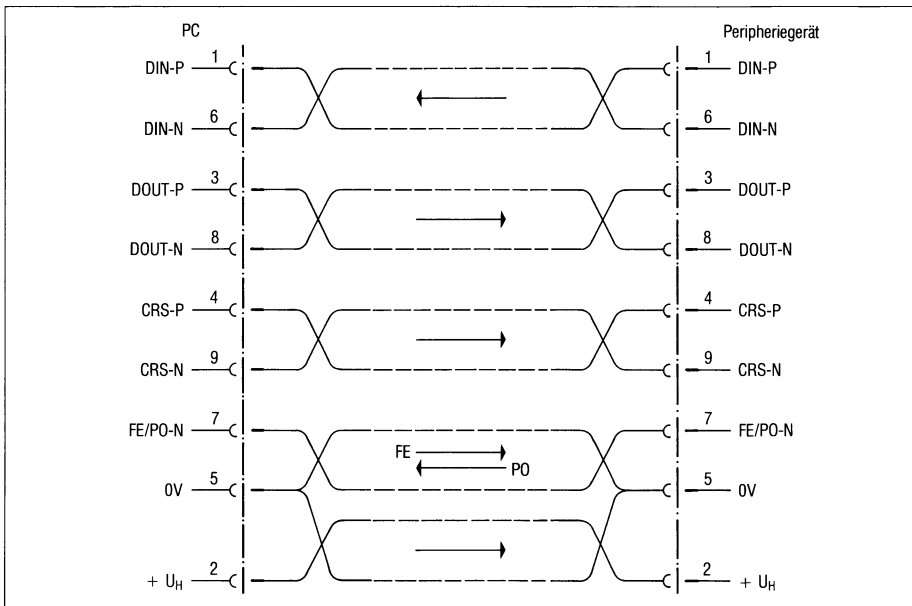 PC Peripheriegerät
DIN-P 1 1 DIN-P
DIN-N 6 6 DIN-N
DOUT-P 3 3 DOUT-P
DOUT-N 8 8 DOUT-N
CRS-P 4 4 CRS-P
CRS-N 9 9 CRS-N
FE/PO-N 7 7 FE/PO-N
FE
PO
0V 5 5 0V
+ UH 2 2 + UH